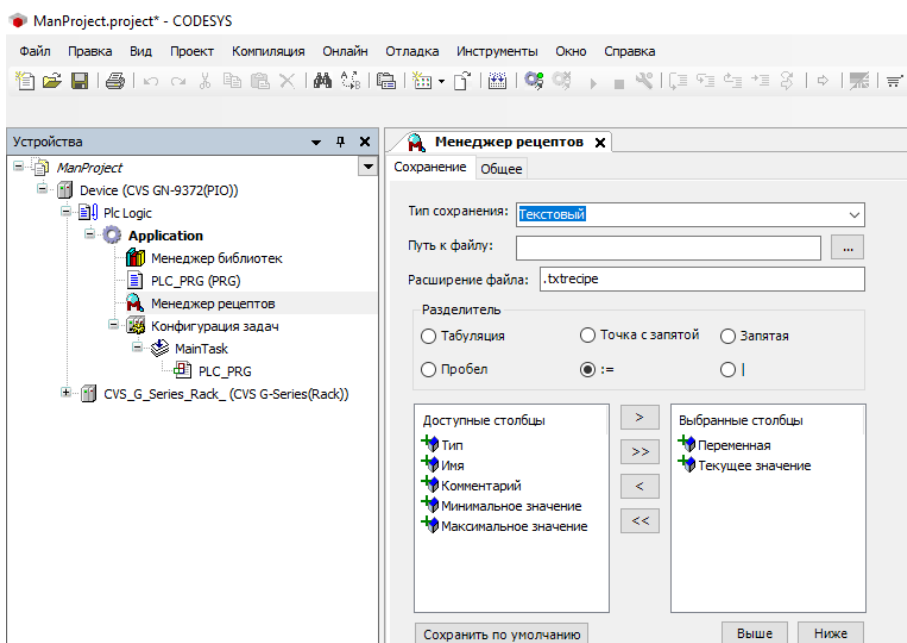 ManProject.project* - CODESYS
Файл Правка Вид Проект Компиляция Онлайн Отладка Инструменты Окно Справка
Устройства
ManProject
Device (CVS GN-9372(PIO))
Plc Logic
Application
Менеджер библиотек
PLC_PRG (PRG)
Менеджер рецептов
Конфигурация задач
MainTask
PLC_PRG
CVS_G_Series_Rack_ (CVS G-Series(Rack))
Менеджер рецептов
Сохранение Общее
Тип сохранения: Текстовый
Путь к файлу: ...
Расширение файла: .txtrecipe
Разделитель
Табуляция Точка с запятой Запятая
Пробел := |
Доступные столбцы
Тип
Имя
Комментарий
Минимальное значение
Максимальное значение
>
>>
<
<<
Выбранные столбцы
Переменная
Текущее значение
Сохранить по умолчанию Выше Ниже